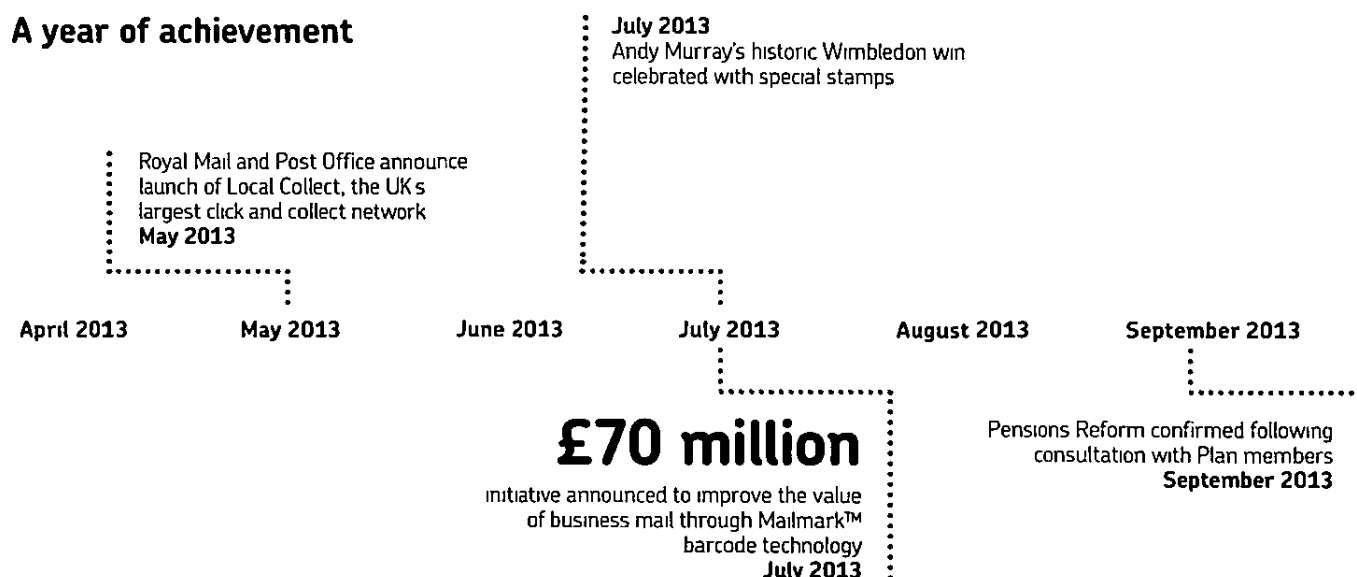 A year of achievement
July 2013
Andy Murray's historic Wimbledon win
celebrated with special stamps
Royal Mail and Post Office announce
launch of Local Collect, the UK s
largest click and collect network
May 2013
April 2013 May 2013 June 2013 July 2013 August 2013 September 2013
£70 million
initiative announced to improve the value
of business mail through Mailmark™
barcode technology
July 2013
Pensions Reform confirmed following
consultation with Plan members
September 2013